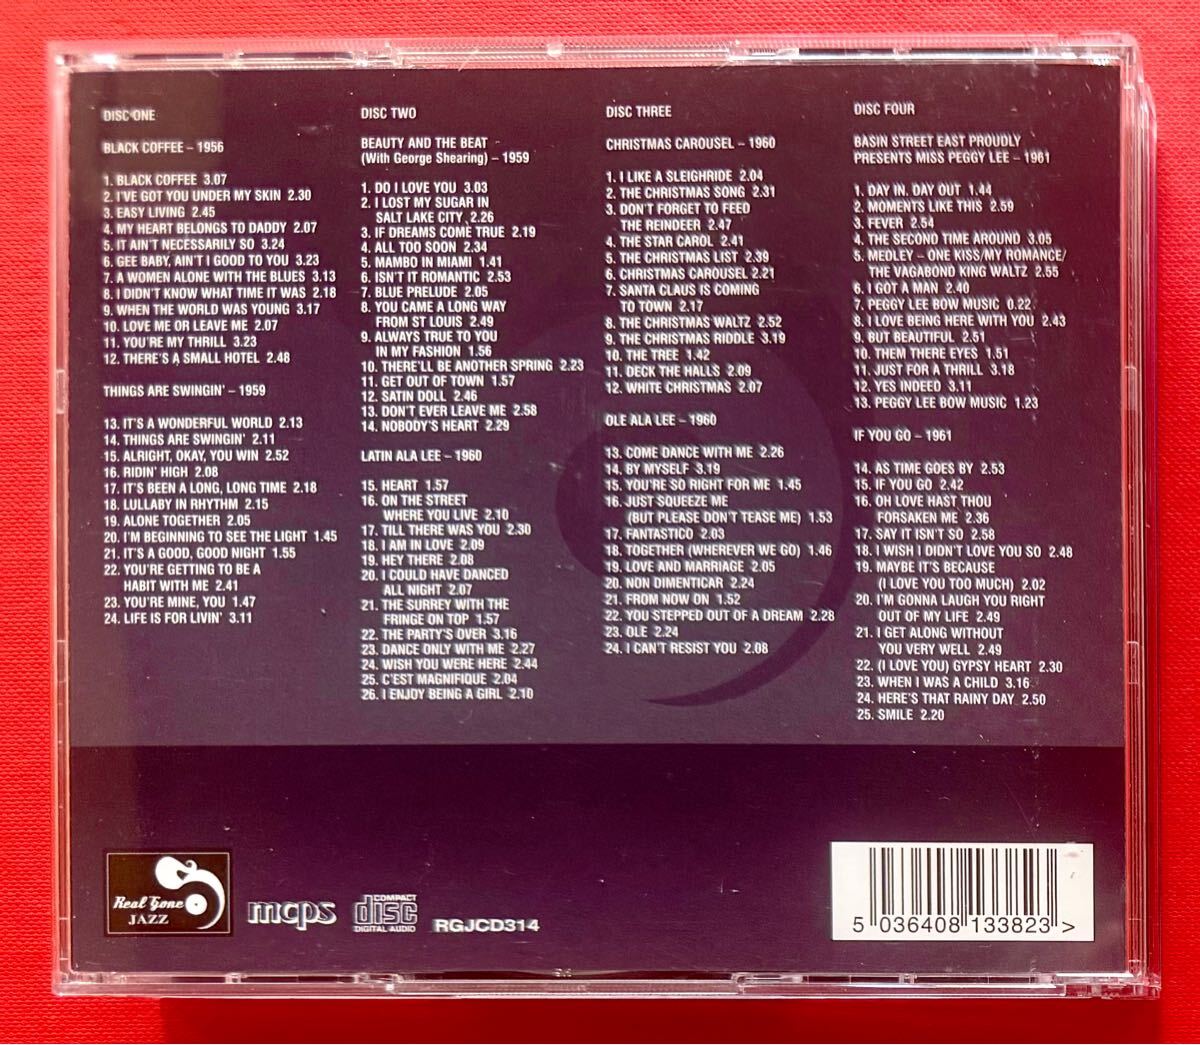 DISC ONE
BLACK COFFEE – 1956
1. BLACK COFFEE 3.07
2. I'VE GOT YOU UNDER MY SKIN 2.30
3. EASY LIVING 2.45
4. MY HEART BELONGS TO DADDY 2.07
5. IT AIN'T NECESSARILY SO 3.24
6. GEE BABY, AIN'T I GOOD TO YOU 3.23
7. A WOMEN ALONE WITH THE BLUES 3.13
8. I DIDN'T KNOW WHAT TIME IT WAS 2.18
9. WHEN THE WORLD WAS YOUNG 3.17
10. LOVE ME OR LEAVE ME 2.07
11. YOU'RE MY THRILL 3.23
12. THERE'S A SMALL HOTEL 2.48
THINGS ARE SWINGIN' – 1959
13. IT'S A WONDERFUL WORLD 2.13
14. THINGS ARE SWINGIN' 2.11
15. ALRIGHT, OKAY, YOU WIN 2.52
16. RIDIN' HIGH 2.08
17. IT'S BEEN A LONG, LONG TIME 2.18
18. LULLABY IN RHYTHM 2.15
19. ALONE TOGETHER 2.05
20. I'M BEGINNING TO SEE THE LIGHT 1.45
21. IT'S A GOOD, GOOD NIGHT 1.55
22. YOU'RE GETTING TO BE A
HABIT WITH ME 2.41
23. YOU'RE MINE, YOU 1.47
24. LIFE IS FOR LIVIN' 3.11
DISC TWO
BEAUTY AND THE BEAT
(With George Shearing) – 1959
1. DO I LOVE YOU 3.03
2. I LOST MY SUGAR IN
SALT LAKE CITY 2.26
3. IF DREAMS COME TRUE 2.19
4. ALL TOO SOON 2.34
5. MAMBO IN MIAMI 1.41
6. ISN'T IT ROMANTIC 2.53
7. BLUE PRELUDE 2.05
8. YOU CAME A LONG WAY
FROM ST LOUIS 2.49
9. ALWAYS TRUE TO YOU
IN MY FASHION 1.56
10. THERE'LL BE ANOTHER SPRING 2.23
11. GET OUT OF TOWN 1.57
12. SATIN DOLL 2.46
13. DON'T EVER LEAVE ME 2.58
14. NOBODY'S HEART 2.29
LATIN ALA LEE – 1960
15. HEART 1.57
16. ON THE STREET
WHERE YOU LIVE 2.10
17. TILL THERE WAS YOU 2.30
18. I AM IN LOVE 2.09
19. HEY THERE 2.08
20. I COULD HAVE DANCED
ALL NIGHT 2.07
21. THE SURREY WITH THE
FRINGE ON TOP 1.57
22. THE PARTY'S OVER 3.16
23. DANCE ONLY WITH ME 2.27
24. WISH YOU WERE HERE 2.44
25. C'EST MAGNIFIQUE 2.04
26. I ENJOY BEING A GIRL 2.10
DISC THREE
CHRISTMAS CAROUSEL – 1960
1. I LIKE A SLEIGHRIDE 2.04
2. THE CHRISTMAS SONG 2.31
3. DON'T FORGET TO FEED
THE REINDEER 2.47
4. THE STAR CAROL 2.41
5. THE CHRISTMAS LIST 2.39
6. CHRISTMAS CAROUSEL 2.21
7. SANTA CLAUS IS COMING
TO TOWN 2.17
8. THE CHRISTMAS WALTZ 2.52
9. THE CHRISTMAS RIDDLE 3.19
10. THE TREE 1.42
11. DECK THE HALLS 2.09
12. WHITE CHRISTMAS 2.07
OLE ALA LEE – 1960
13. COME DANCE WITH ME 2.26
14. BY MYSELF 3.19
15. YOU'RE SO RIGHT FOR ME 1.45
16. JUST SQUEEZE ME
(BUT PLEASE DON'T TEASE ME) 1.53
17. FANTASTICO 2.03
18. TOGETHER (WHEREVER WE GO) 1.46
19. LOVE AND MARRIAGE 2.05
20. NON DIMENTICAR 2.24
21. FROM NOW ON 1.52
22. YOU STEPPED OUT OF A DREAM 2.28
23. OLE 2.24
24. I CAN'T RESIST YOU 2.08
DISC FOUR
BASIN STREET EAST PROUDLY
PRESENTS MISS PEGGY LEE – 1961
1. DAY IN. DAY OUT 1.44
2. MOMENTS LIKE THIS 2.59
3. FEVER 2.54
4. THE SECOND TIME AROUND 3.05
5. MEDLEY – ONE KISS/MY ROMANCE/
THE VAGABOND KING WALTZ 2.55
6. I GOT A MAN 2.40
7. PEGGY LEE BOW MUSIC 0.22
8. I LOVE BEING HERE WITH YOU 2.43
9. BUT BEAUTIFUL 2.51
10. THEM THERE EYES 1.51
11. JUST FOR A THRILL 3.18
12. YES INDEED 3.11
13. PEGGY LEE BOW MUSIC 1.23
IF YOU GO – 1961
14. AS TIME GOES BY 2.53
15. IF YOU GO 2.42
16. OH LOVE HAST THOU
FORSAKEN ME 2.36
17. SAY IT ISN'T SO 2.58
18. I WISH I DIDN'T LOVE YOU SO 2.48
19. MAYBE IT'S BECAUSE
(I LOVE YOU TOO MUCH) 2.02
20. I'M GONNA LAUGH YOU RIGHT
OUT OF MY LIFE 2.49
21. I GET ALONG WITHOUT
YOU VERY WELL 2.49
22. (I LOVE YOU) GYPSY HEART 2.30
23. WHEN I WAS A CHILD 3.16
24. HERE'S THAT RAINY DAY 2.50
25. SMILE 2.20
Real Gone
JAZZ
mcps
COMPACT
disc
DIGITAL AUDIO
RGJCD314
5 036408 133823 >